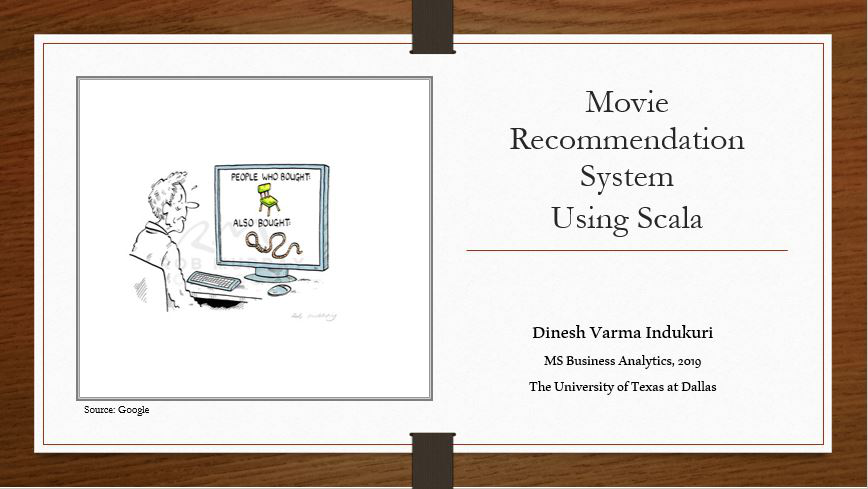 Movie
Recommendation
System
Using Scala
PEOPLE WHO BOUGHT:
ALSO BOUGHT:
Dinesh Varma Indukuri
MS Business Analytics, 2019
The University of Texas at Dallas
Source: Google